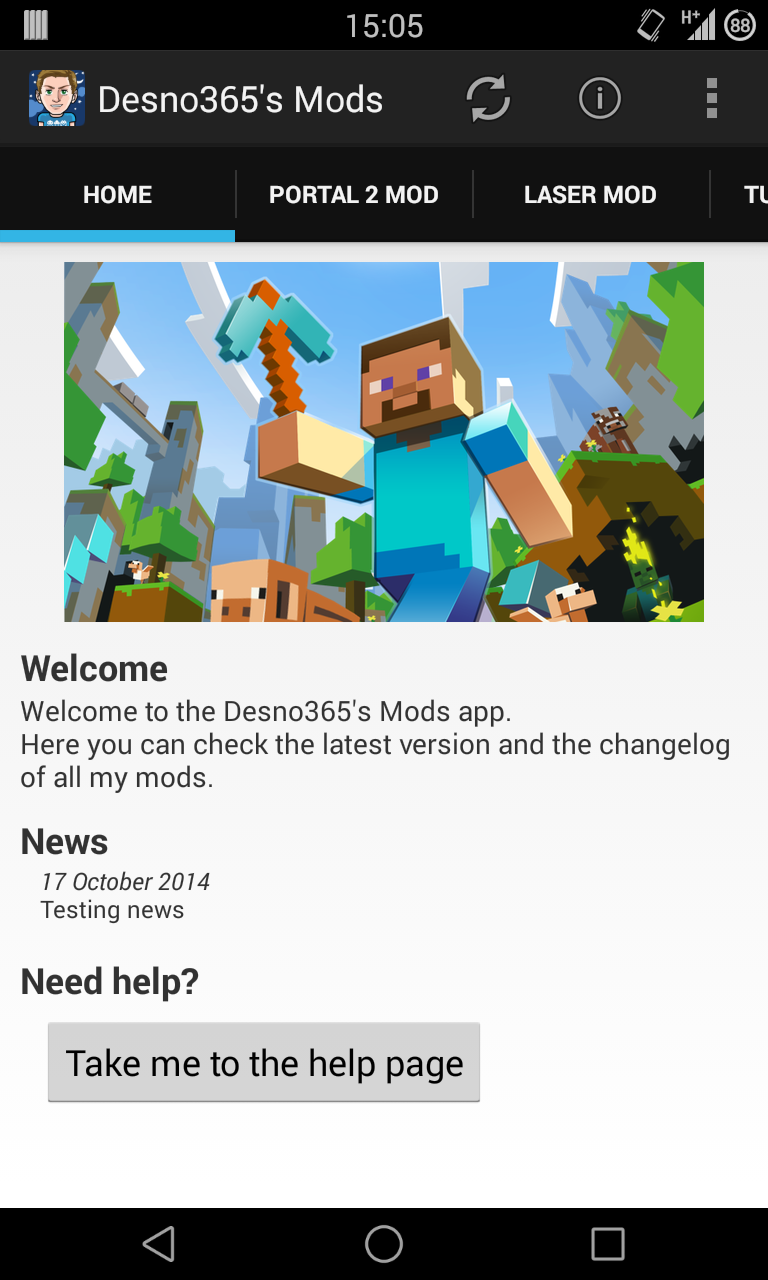 15:05
H+
88
Desno365's Mods
HOME
PORTAL 2 MOD
LASER MOD
TU
Welcome
Welcome to the Desno365's Mods app.
Here you can check the latest version and the changelog
of all my mods.
News
17 October 2014
Testing news
Need help?
Take me to the help page